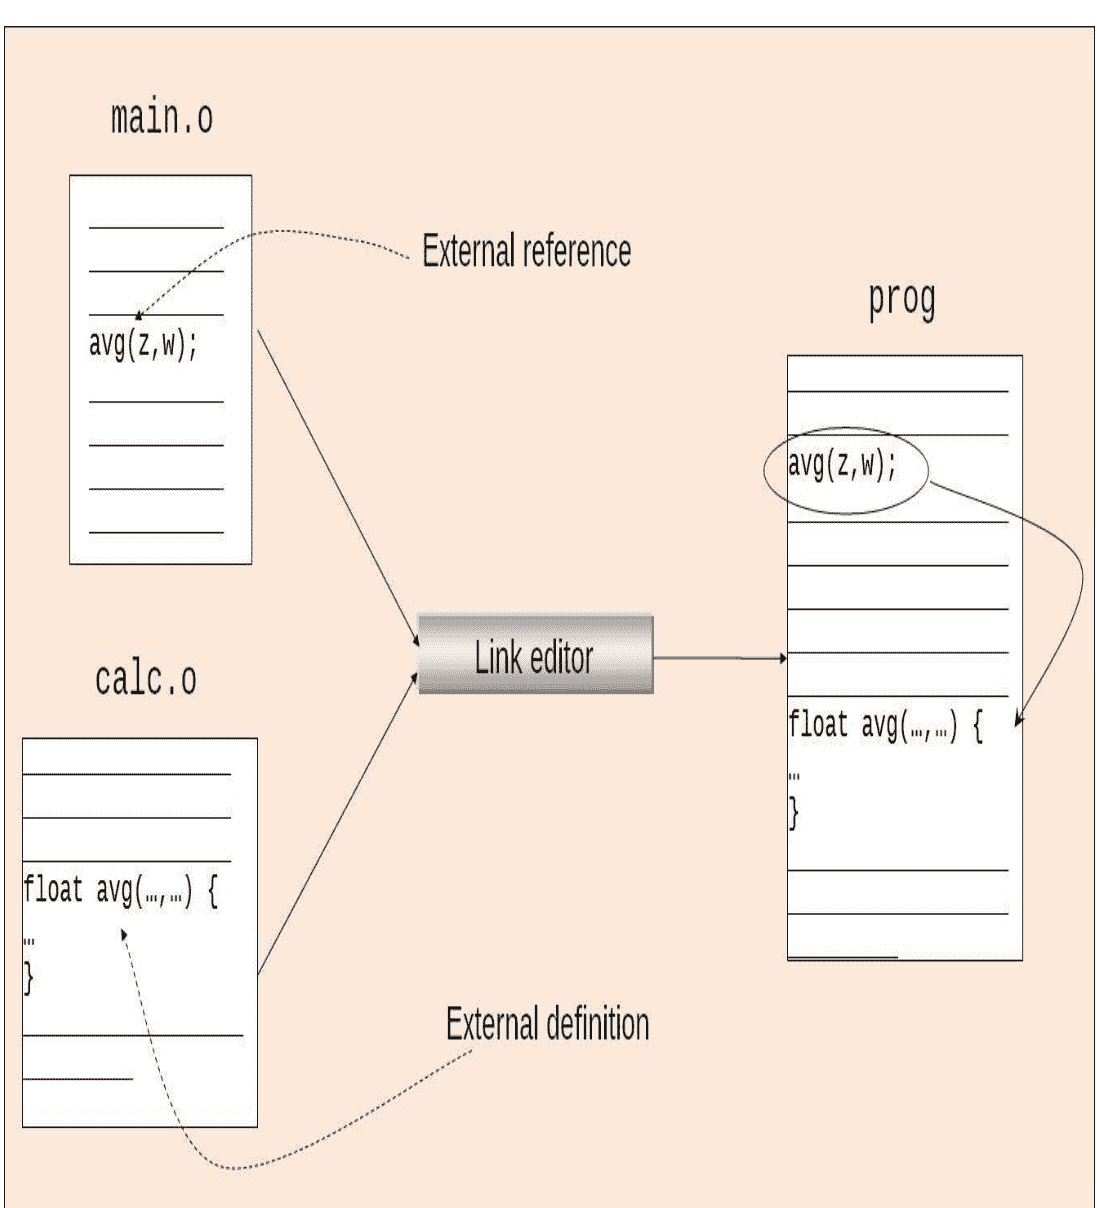 main.o
External reference
avg(z,w);
prog
avg(z,w);
Link editor
calc.o
float avg(…,…) {
…
}
float avg(…,…) {
…
}
External definition